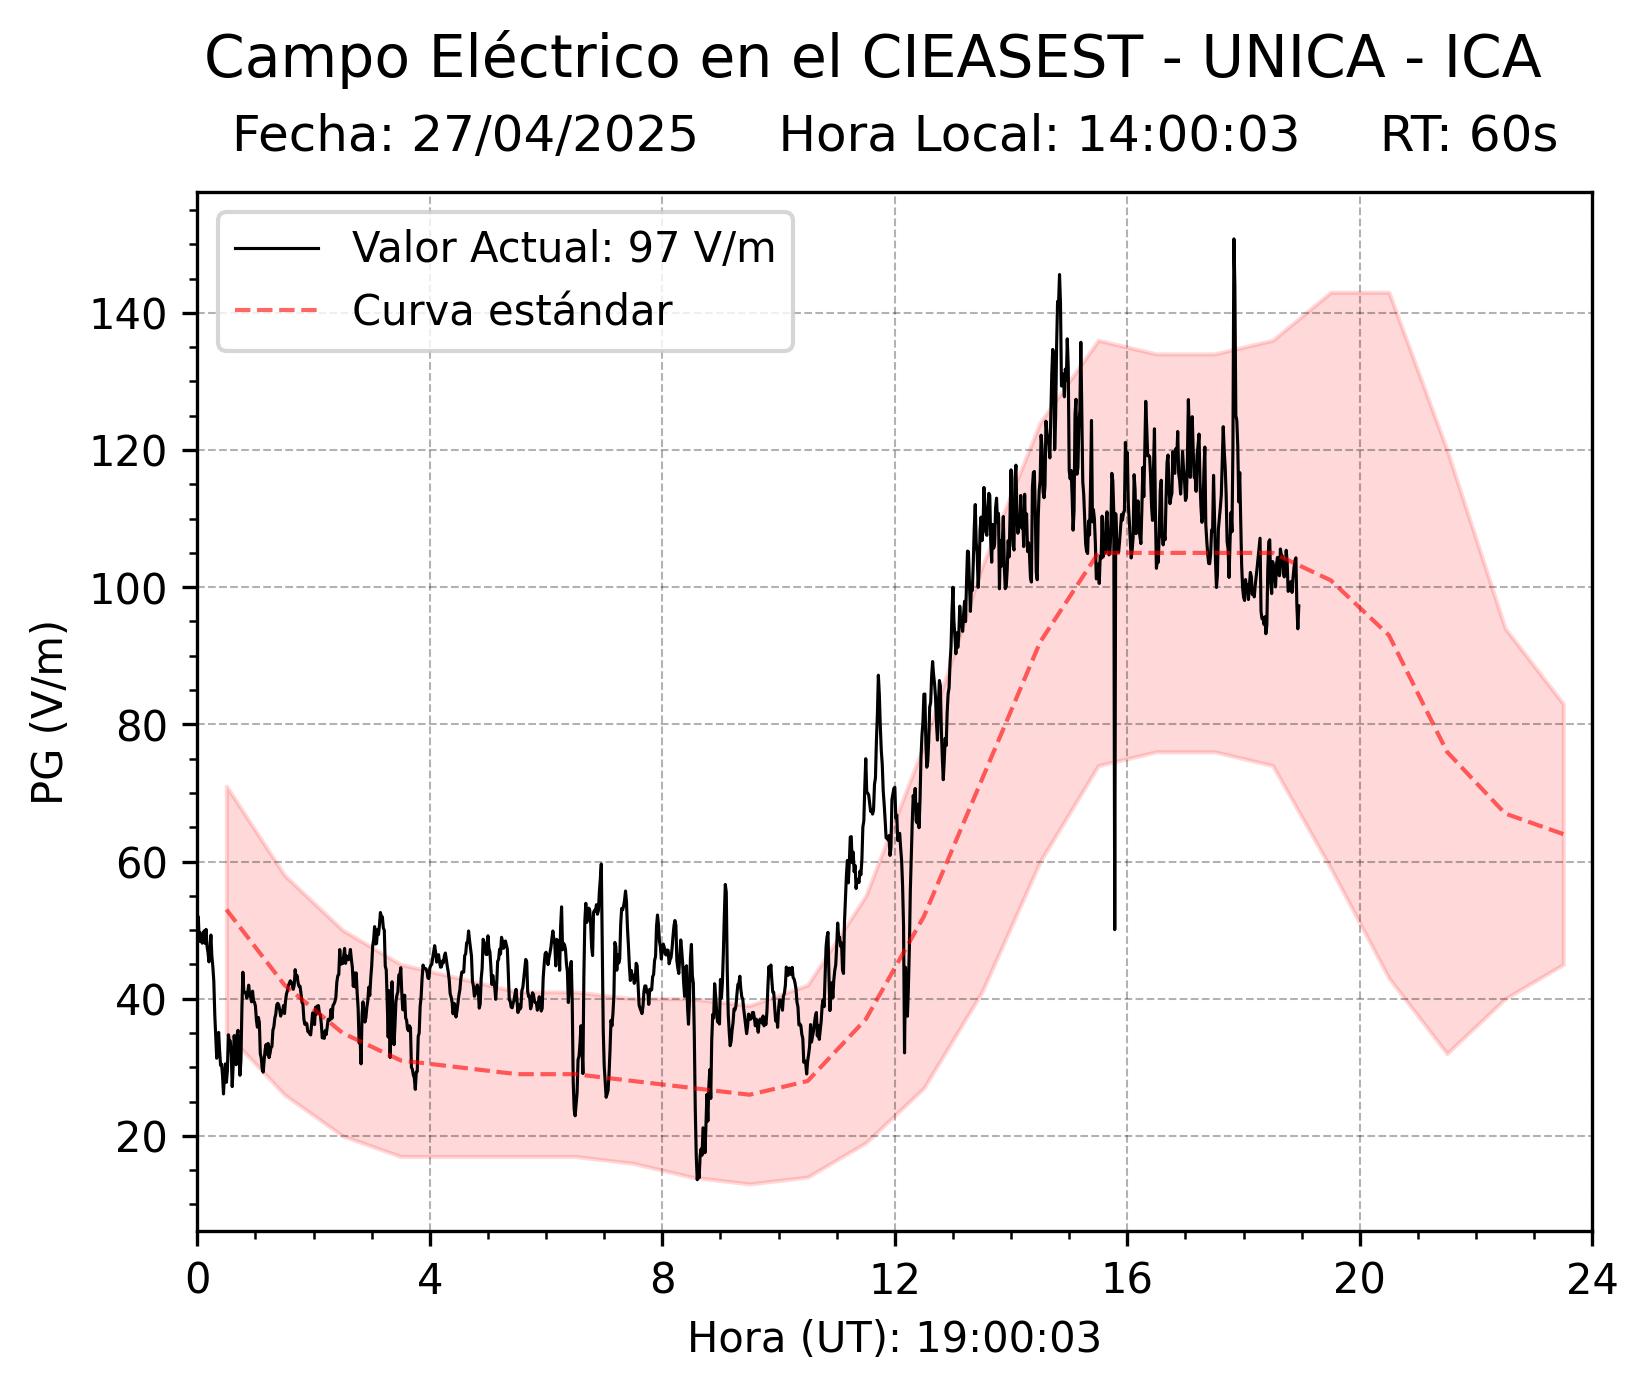 Campo Eléctrico en el CIEASEST - UNICA - ICA
Fecha: 27/04/2025 Hora Local: 14:00:03 RT: 60s
Valor Actual: 97 V/m
Curva estándar
PG (V/m)
140
120
100
80
60
40
20
0 4 8 12 16 20 24
Hora (UT): 19:00:03